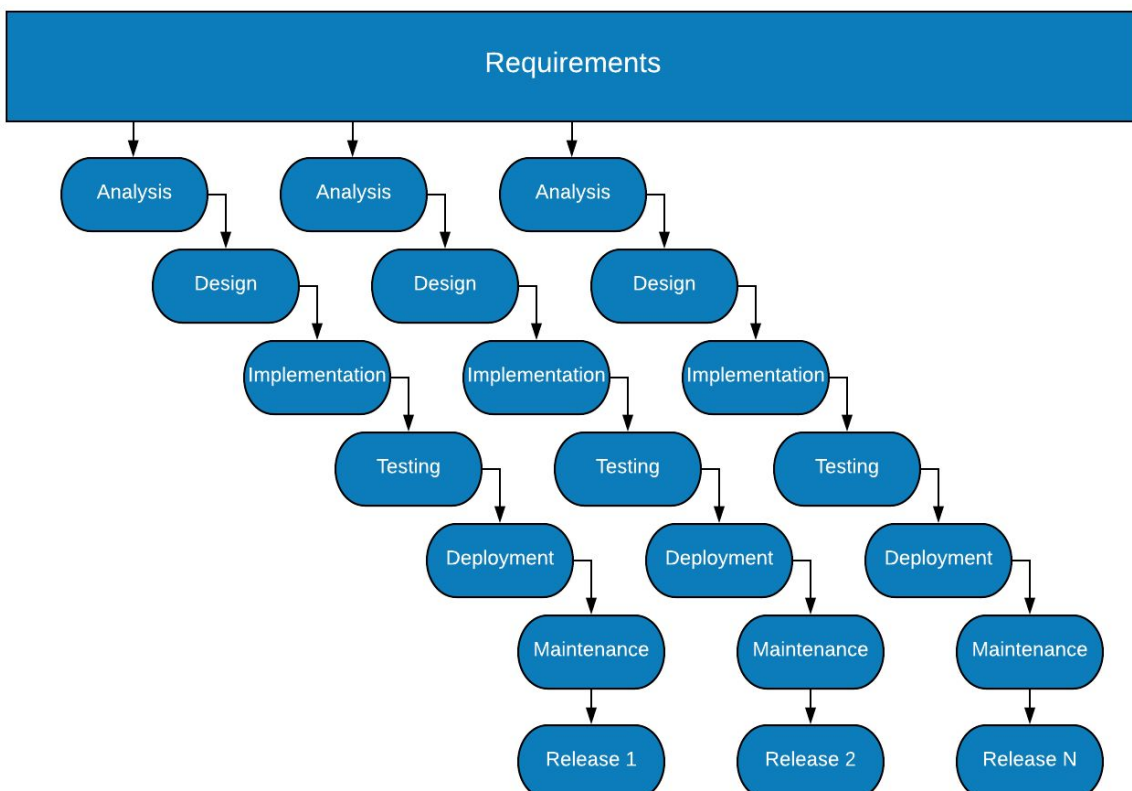 Requirements
Analysis
Analysis
Analysis
Design
Design
Design
Implementation
Implementation
Implementation
Testing
Testing
Testing
Deployment
Deployment
Deployment
Maintenance
Maintenance
Maintenance
Release 1
Release 2
Release N